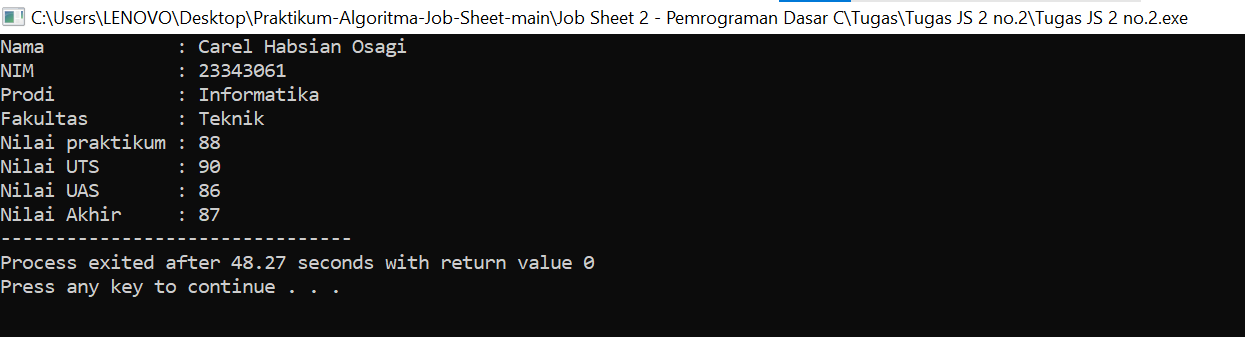 C:\Users\LENOVO\Desktop\Praktikum-Algoritma-Job-Sheet-main\Job Sheet 2 - Pemrograman Dasar C\Tugas\Tugas JS 2 no.2\Tugas JS 2 no.2.exe
Nama            : Carel Habsian Osagi
NIM             : 23343061
Prodi           : Informatika
Fakultas        : Teknik
Nilai praktikum : 88
Nilai UTS       : 90
Nilai UAS       : 86
Nilai Akhir     : 87
--------------------------------
Process exited after 48.27 seconds with return value 0
Press any key to continue . . .